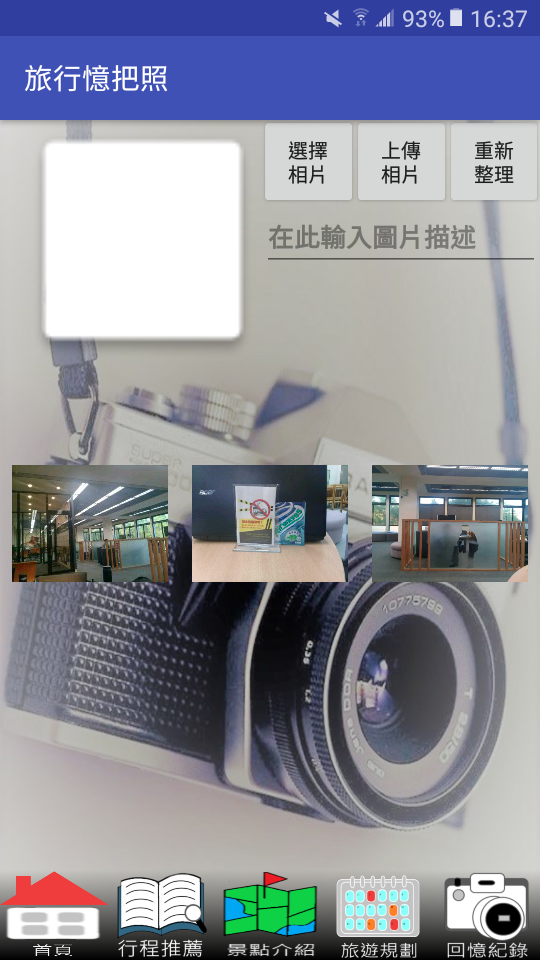 93% 16:37
旅行憶把照
選擇
相片
上傳
相片
重新
整理
在此輸入圖片描述
acer
10775798
首頁
行程推薦
景點介紹
旅遊規劃
回憶紀錄